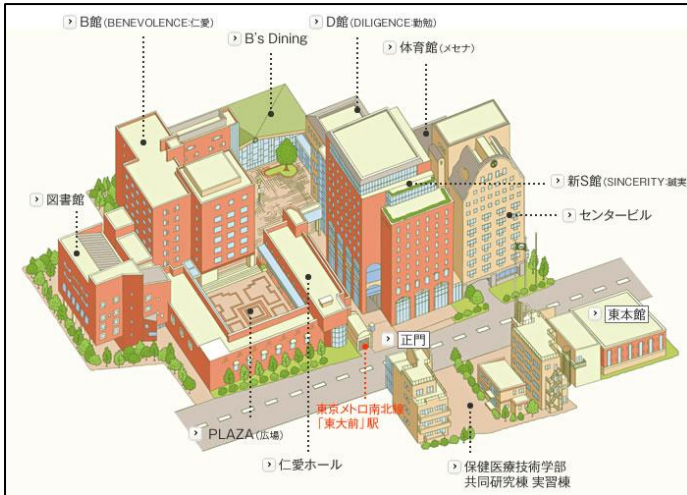 B館(BENEVOLENCE:仁愛)
B's Dining
D館(DILIGENCE:勤勉)
体育館(メセナ)
新S館(SINCERITY:誠実
図書館
センタービル
東本館
正門
東京メトロ南北線
「東大前」駅
PLAZA(広場)
仁愛ホール
保健医療技術学部
共同研究棟 実習棟